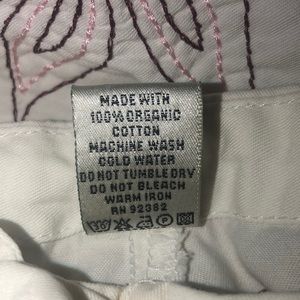 MADE WITH
100% ORGANIC
COTTON
MACHINE WASH
COLD WATER
DO NOT TUMBLE DRY
DO NOT BLEACH
WARM IRON
RN 92382